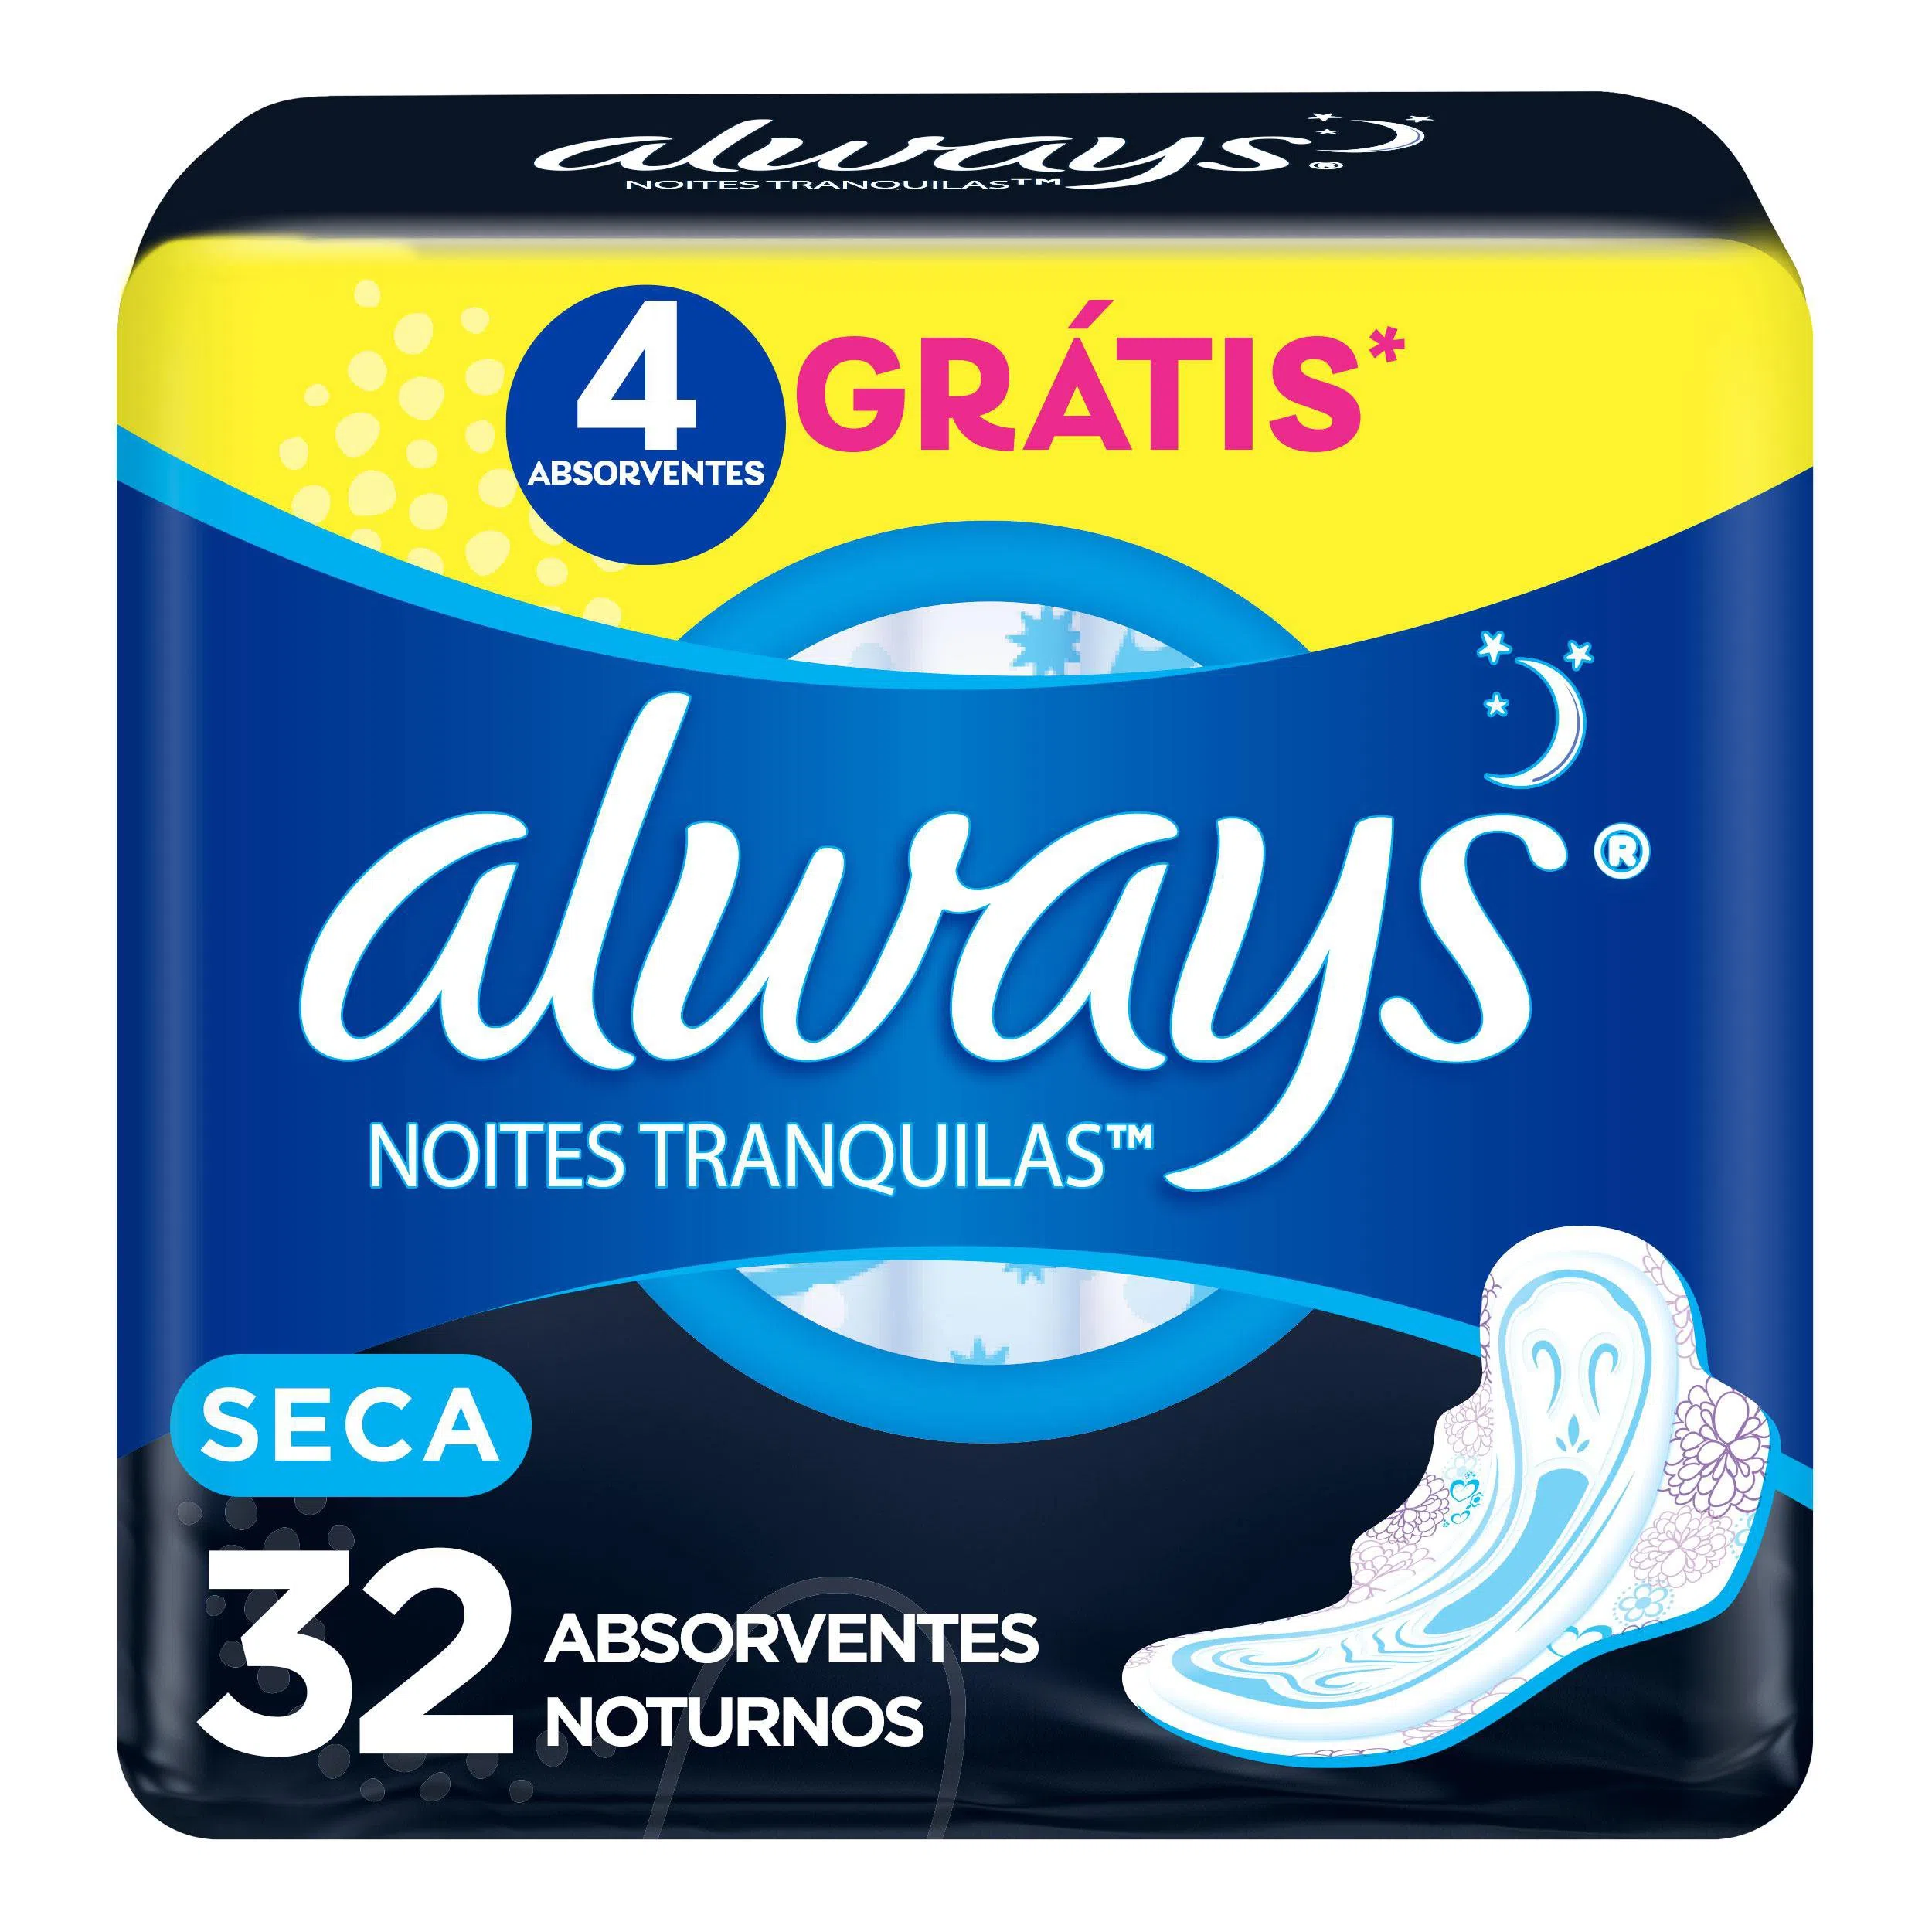 always®
NOITES TRANQUILAS™
4
ABSORVENTES
GRÁTIS*
always®
NOITES TRANQUILAS™
SECA
32
ABSORVENTES
NOTURNOS